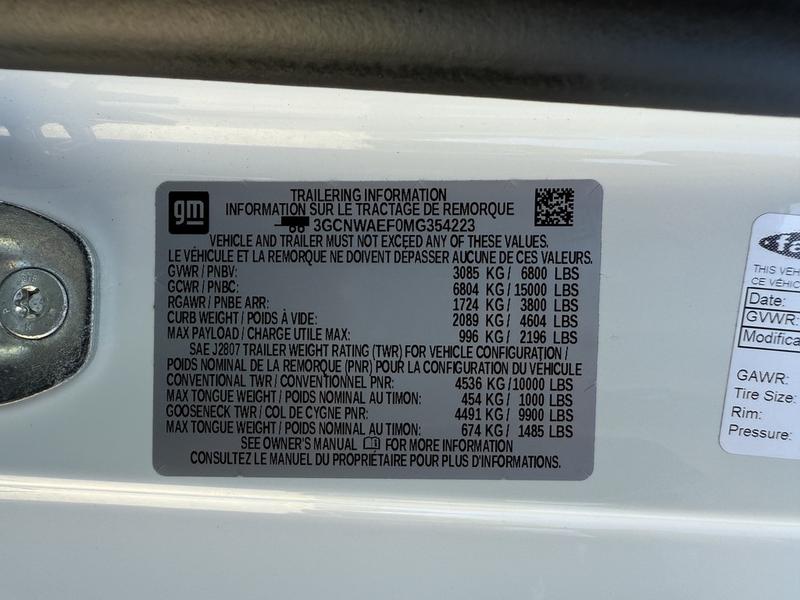 gm
TRAILERING INFORMATION
INFORMATION SUR LE TRACTAGE DE REMORQUE
3GCNWAEF0MG354223
VEHICLE AND TRAILER MUST NOT EXCEED ANY OF THESE VALUES.
LE VÉHICULE ET LA REMORQUE NE DOIVENT DÉPASSER AUCUNE DE CES VALEURS.
GVWR / PNBV: 3085 KG / 6800 LBS
GCWR / PNBC: 6804 KG / 15000 LBS
RGAWR / PNBE ARR: 1724 KG / 3800 LBS
CURB WEIGHT / POIDS À VIDE: 2089 KG / 4604 LBS
MAX PAYLOAD / CHARGE UTILE MAX: 996 KG / 2196 LBS
SAE J2807 TRAILER WEIGHT RATING (TWR) FOR VEHICLE CONFIGURATION /
POIDS NOMINAL DE LA REMORQUE (PNR) POUR LA CONFIGURATION DU VÉHICULE
CONVENTIONAL TWR / CONVENTIONNEL PNR: 4536 KG / 10000 LBS
MAX TONGUE WEIGHT / POIDS NOMINAL AU TIMON: 454 KG / 1000 LBS
GOOSENECK TWR / COL DE CYGNE PNR: 4491 KG / 9900 LBS
MAX TONGUE WEIGHT / POIDS NOMINAL AU TIMON: 674 KG / 1485 LBS
SEE OWNER'S MANUAL FOR MORE INFORMATION
CONSULTEZ LE MANUEL DU PROPRIÉTAIRE POUR PLUS D'INFORMATIONS.
THIS VEH
CE VÉHIC
Date:
GVWR:
Modifica
GAWR:
Tire Size:
Rim:
Pressure: